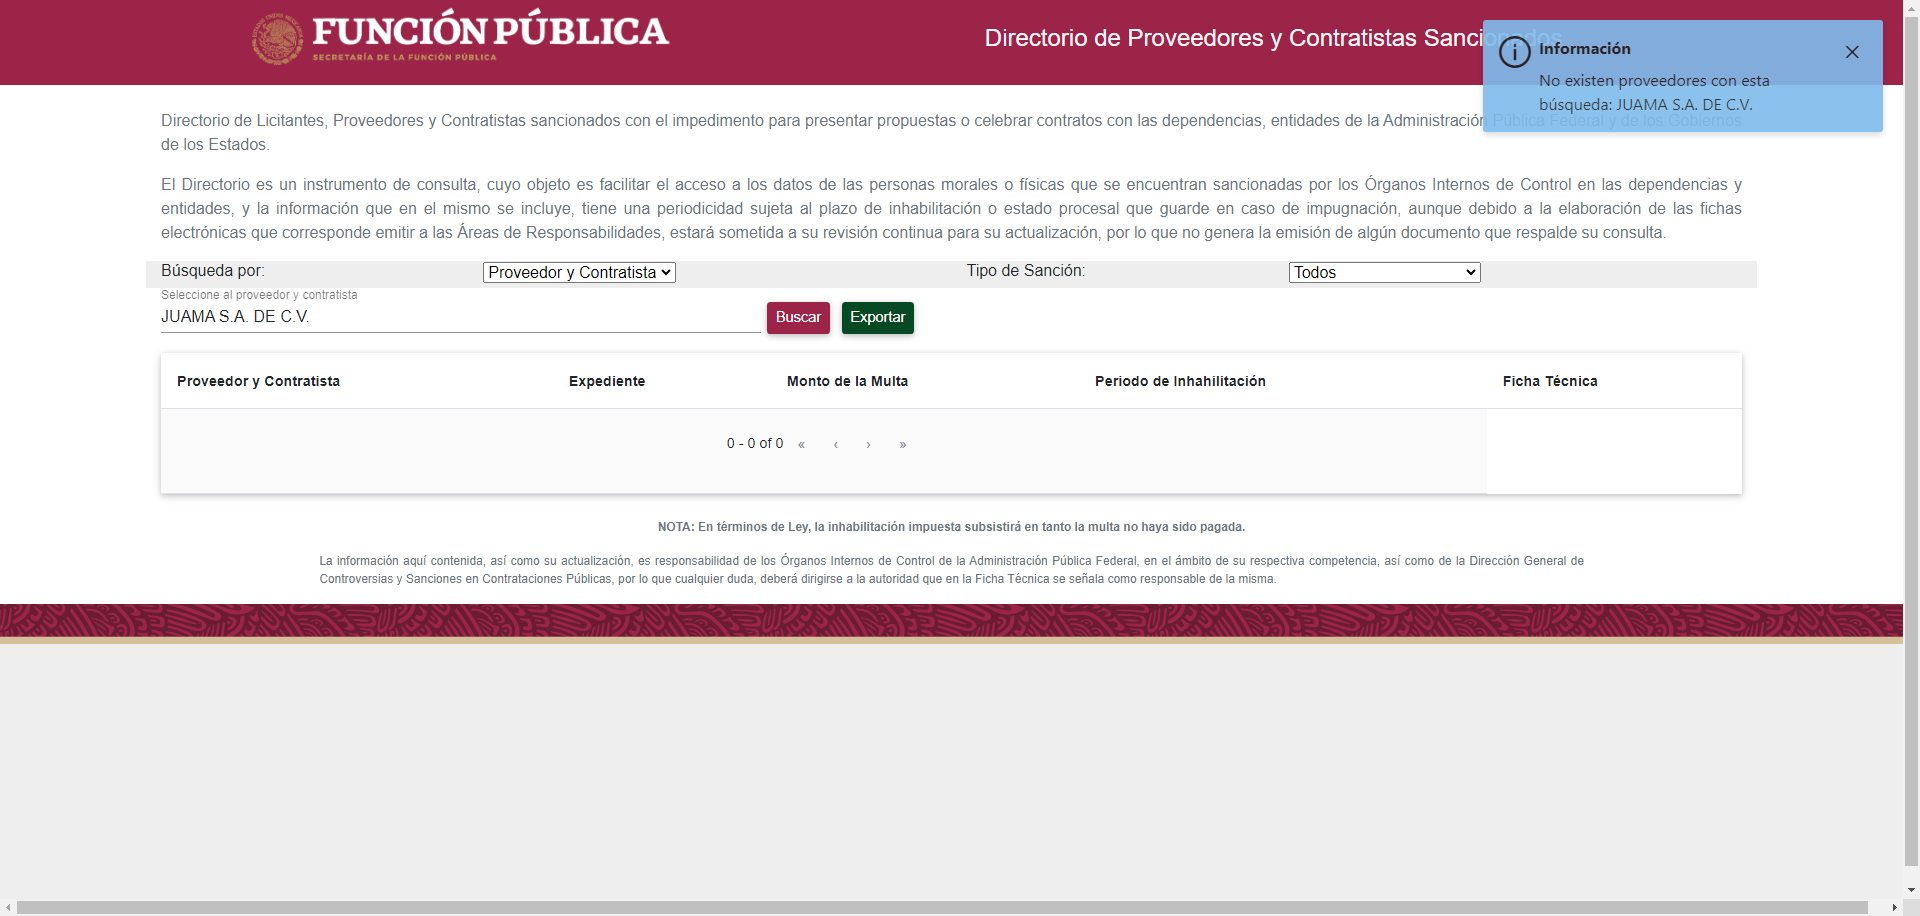 FUNCIÓN PÚBLICA
SECRETARÍA DE LA FUNCIÓN PÚBLICA
Directorio de Proveedores y Contratistas Sancionados
Información
No existen proveedores con esta
búsqueda: JUAMA S.A. DE C.V.
Directorio de Licitantes, Proveedores y Contratistas sancionados con el impedimento para presentar propuestas o celebrar contratos con las dependencias, entidades de la Administración Pública Federal y de los Gobiernos
de los Estados.
El Directorio es un instrumento de consulta, cuyo objeto es facilitar el acceso a los datos de las personas morales o físicas que se encuentran sancionadas por los Órganos Internos de Control en las dependencias y
entidades, y la información que en el mismo se incluye, tiene una periodicidad sujeta al plazo de inhabilitación o estado procesal que guarde en caso de impugnación, aunque debido a la elaboración de las fichas
electrónicas que corresponde emitir a las Áreas de Responsabilidades, estará sometida a su revisión continua para su actualización, por lo que no genera la emisión de algún documento que respalde su consulta.
Búsqueda por: Proveedor y Contratista Tipo de Sanción: Todos
Seleccione al proveedor y contratista
JUAMA S.A. DE C.V. Buscar Exportar
Proveedor y Contratista Expediente Monto de la Multa Periodo de Inhahilitación Ficha Técnica
0 - 0 of 0 « ‹ › »
NOTA: En términos de Ley, la inhabilitación impuesta subsistirá en tanto la multa no haya sido pagada.
La información aquí contenida, así como su actualización, es responsabilidad de los Órganos Internos de Control de la Administración Pública Federal, en el ámbito de su respectiva competencia, así como de la Dirección General de
Controversias y Sanciones en Contrataciones Públicas, por lo que cualquier duda, deberá dirigirse a la autoridad que en la Ficha Técnica se señala como responsable de la misma.